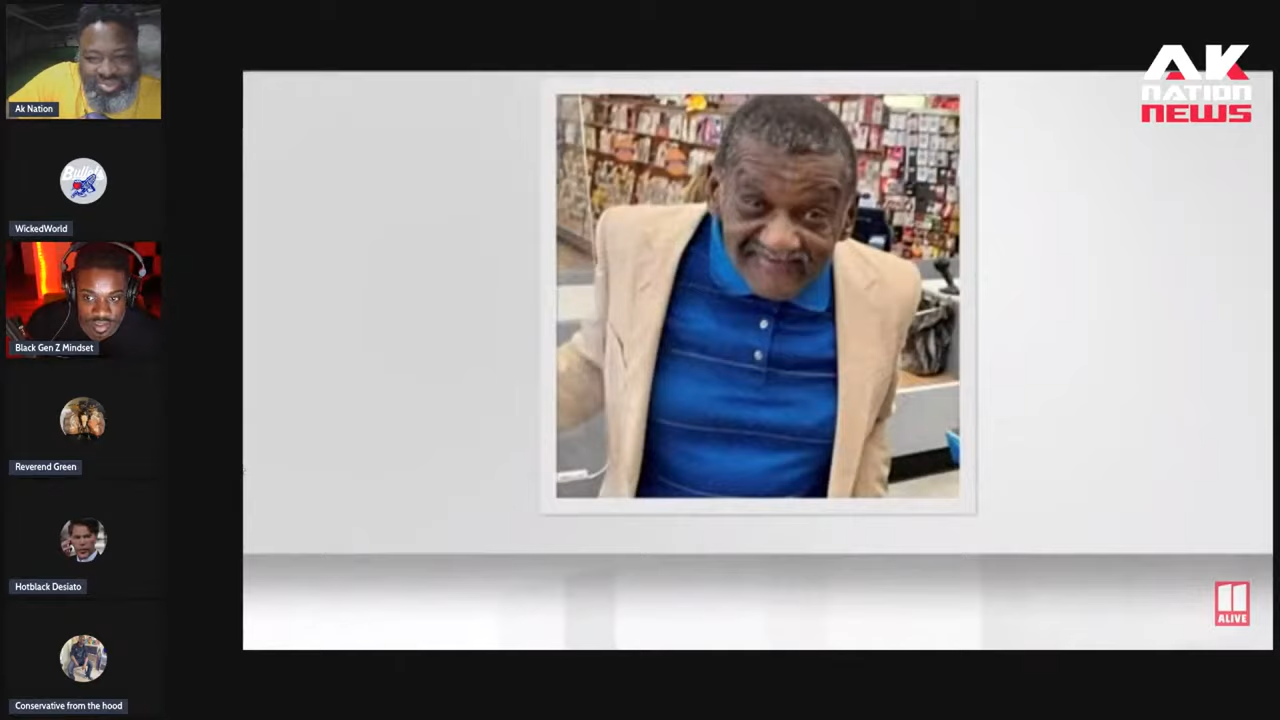 Ak Nation
Bullets
WickedWorld
Black Gen Z Mindset
Reverend Green
Hotblack Desiato
Conservative from the hood
AK
NATION
NEWS
11
ALIVE